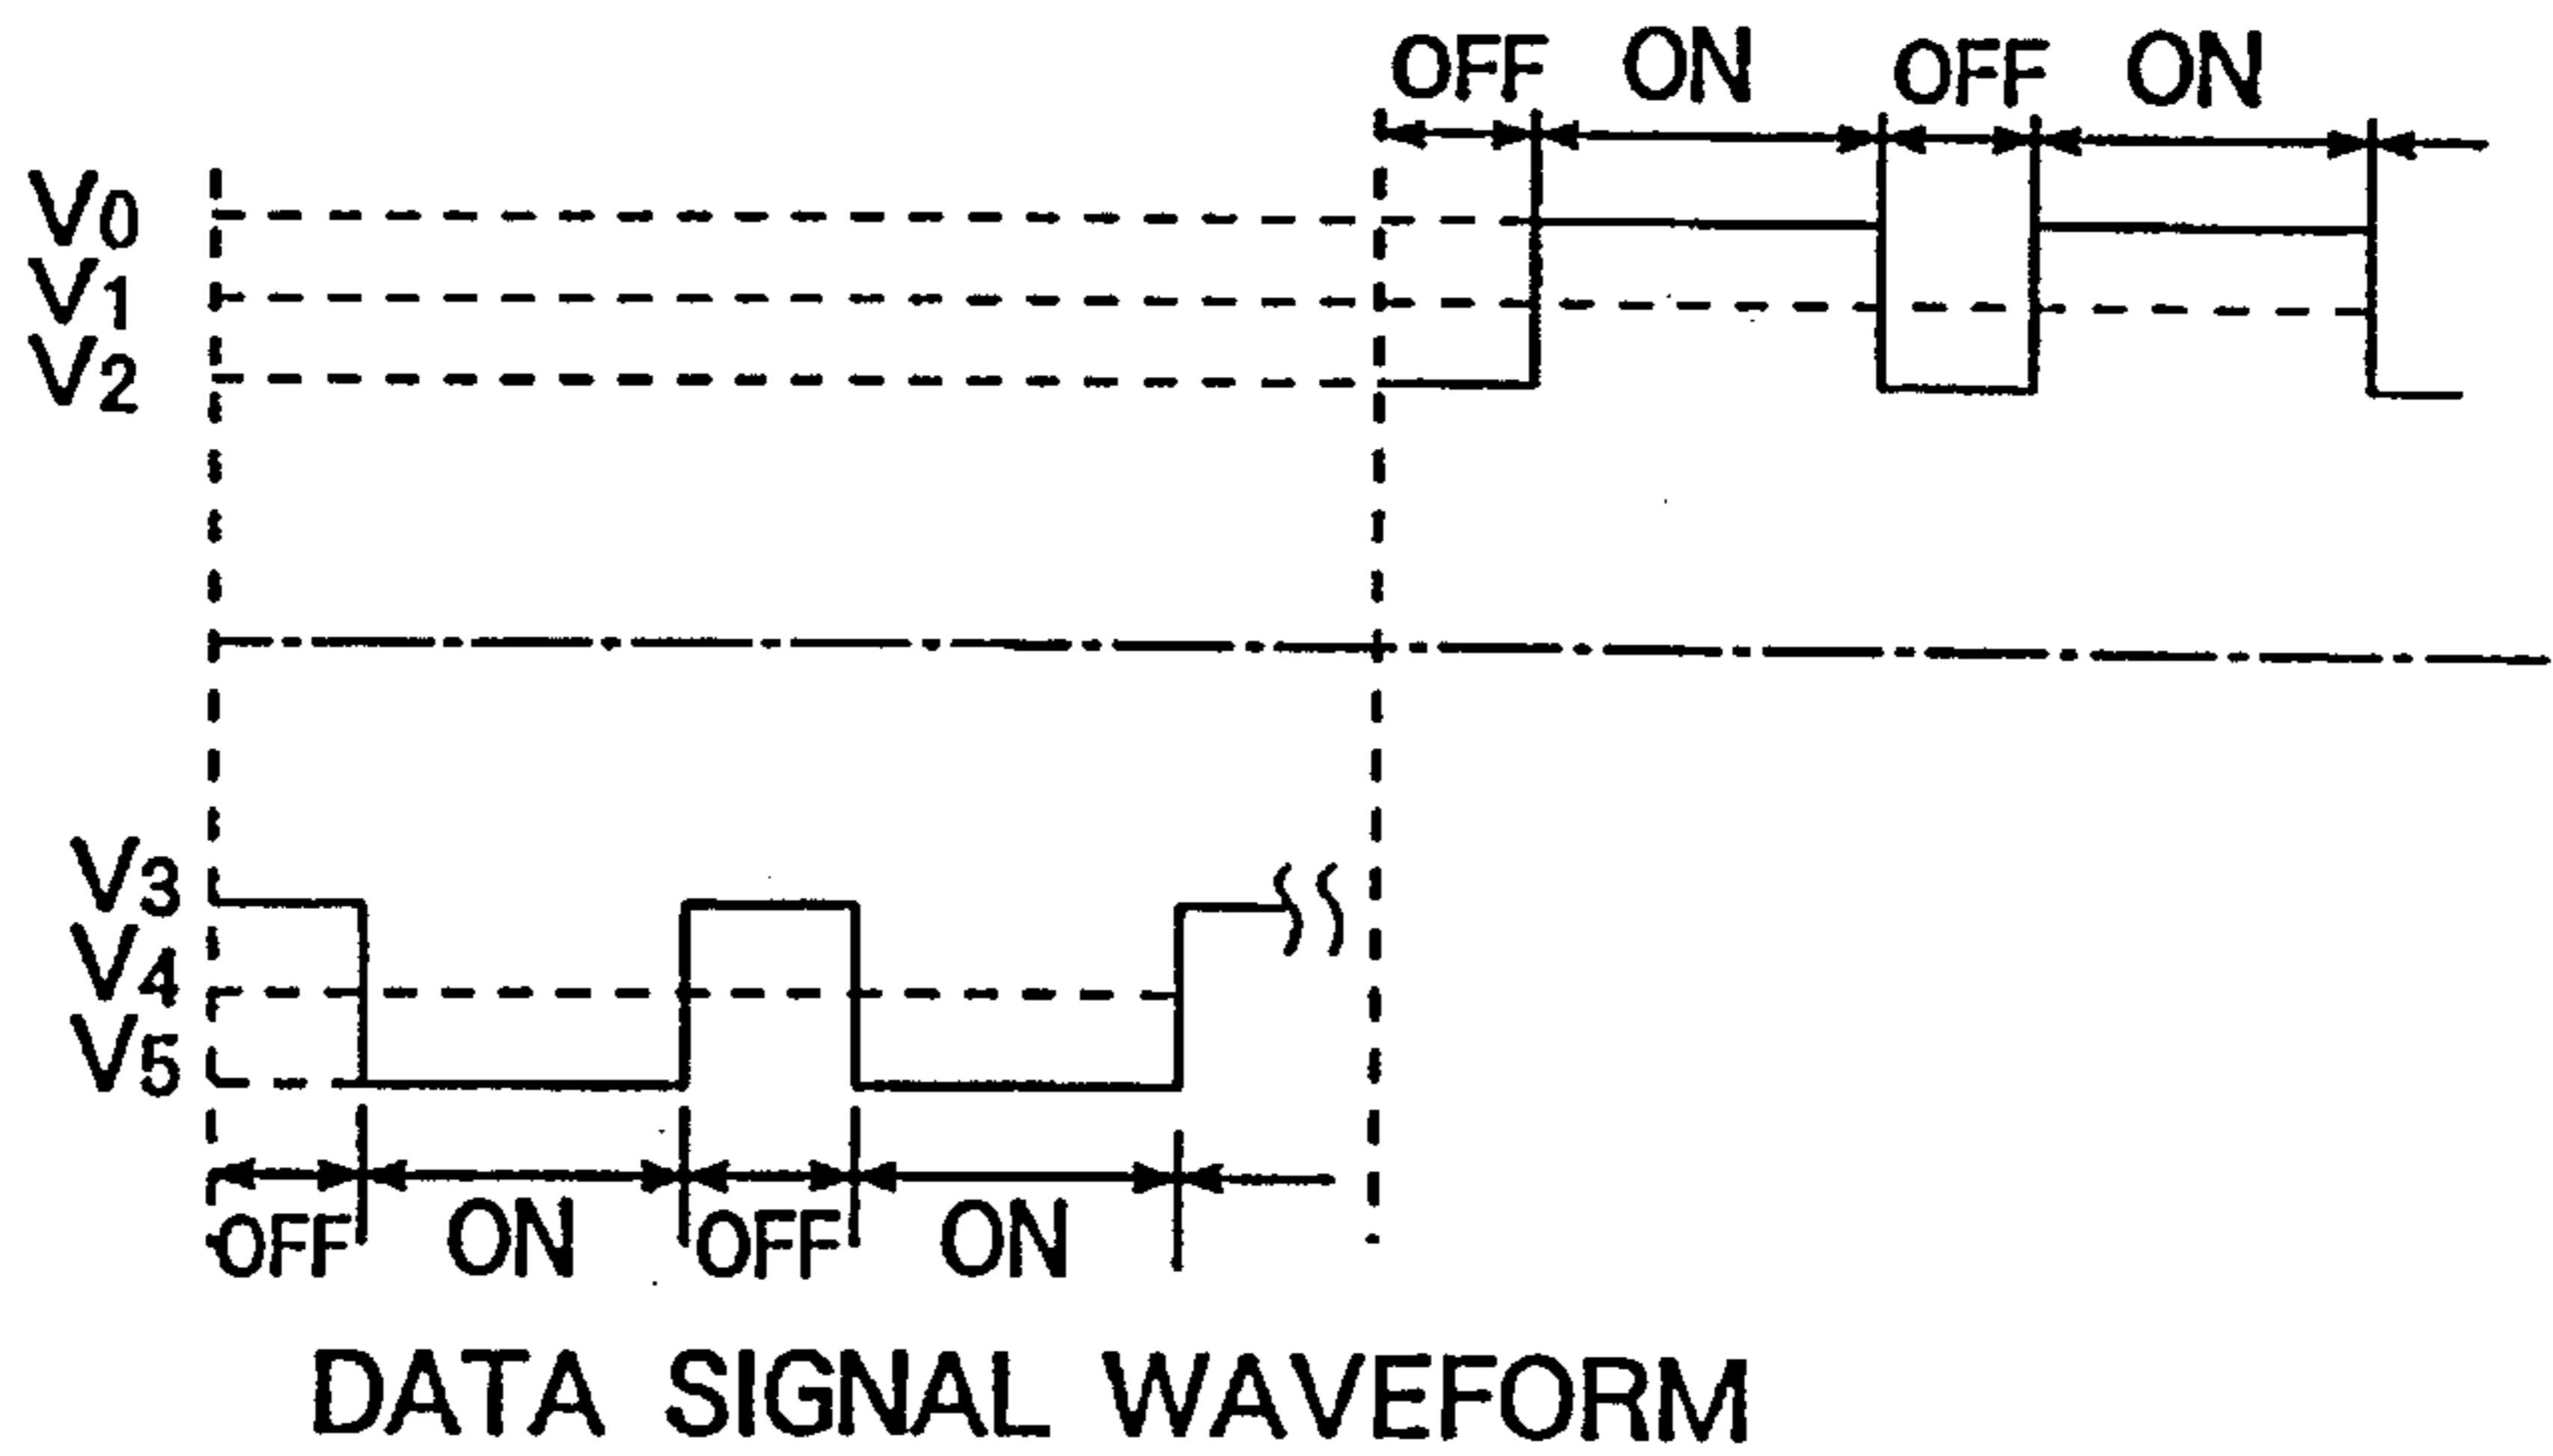 OFF ON OFF ON
V0
V1
V2
V3
V4
V5
OFF ON OFF ON
DATA SIGNAL WAVEFORM